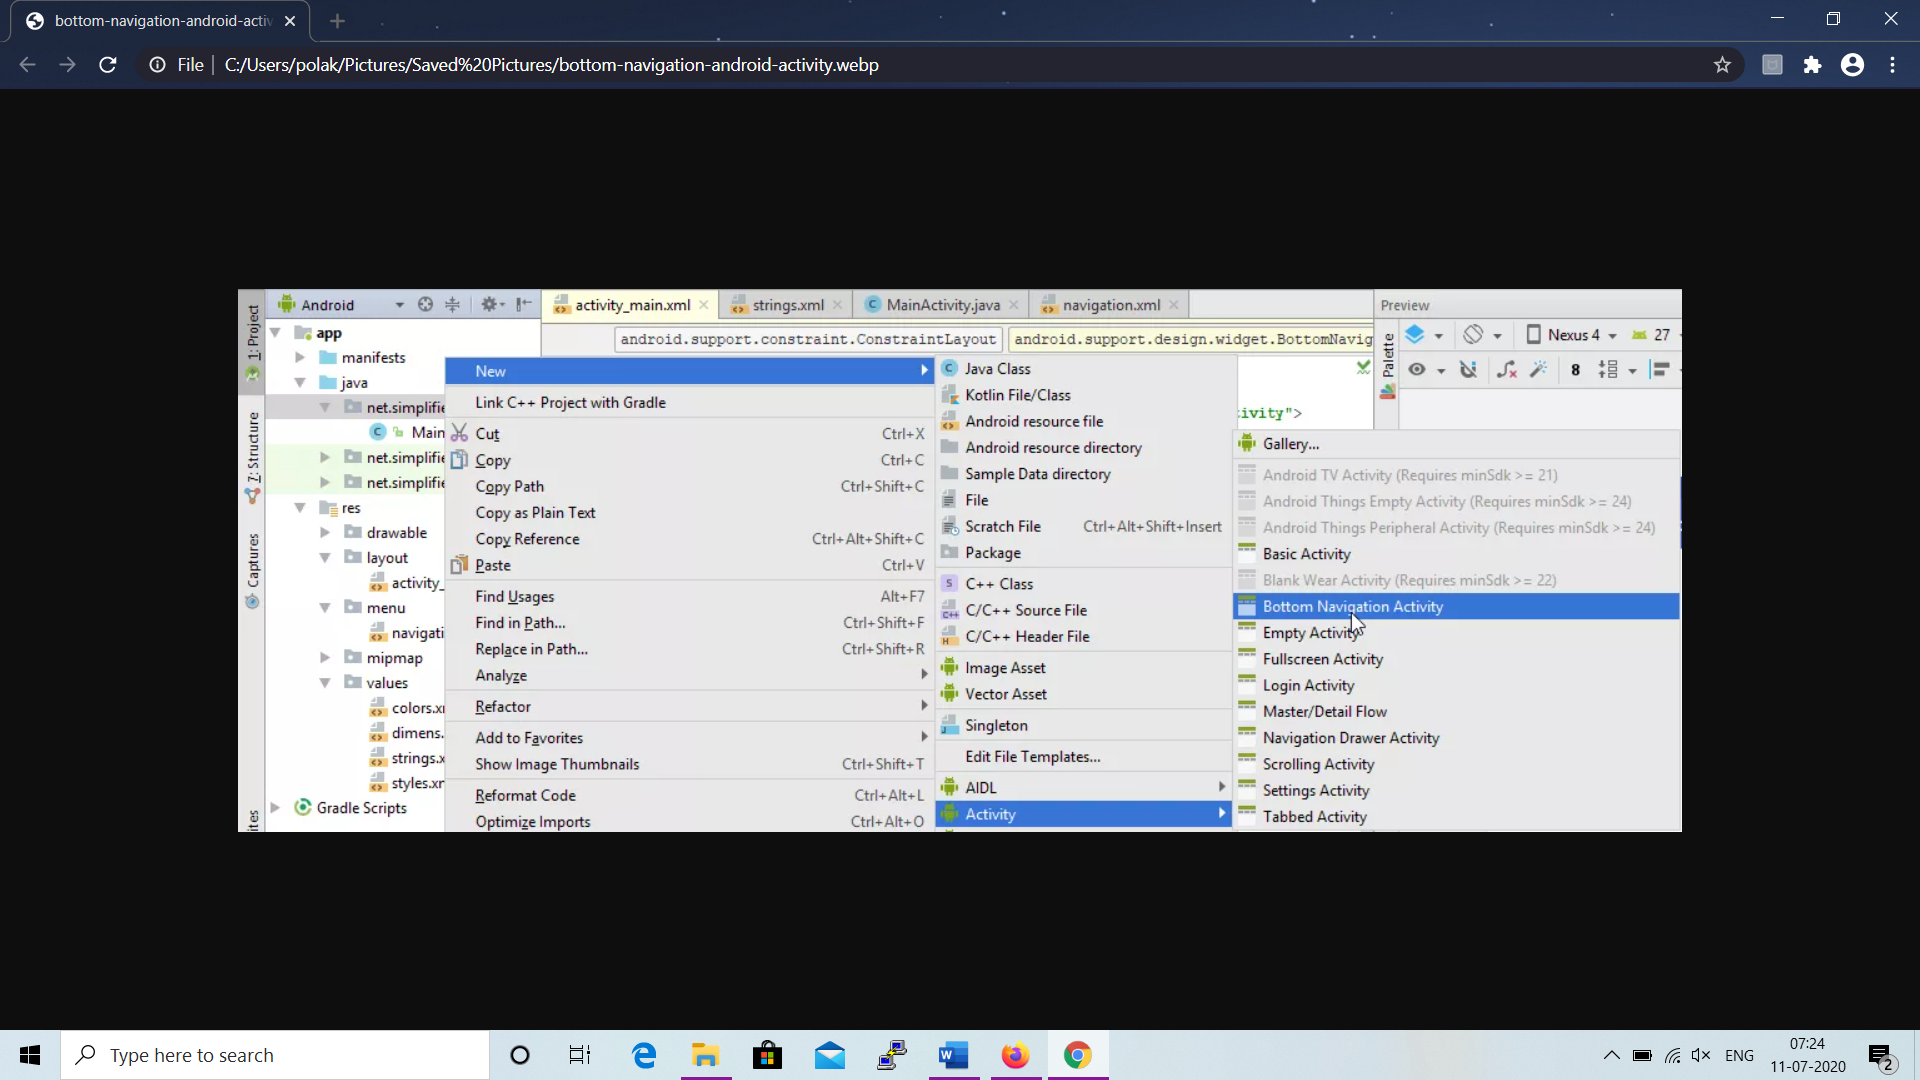 bottom-navigation-android-activ
File
C:/Users/polak/Pictures/Saved%20Pictures/bottom-navigation-android-activity.webp
1: Project
7: Structure
Captures
Android
app
manifests
java
net.simplifie
Main
net.simplifie
net.simplifie
res
drawable
layout
activity_
menu
navigati
mipmap
values
colors.x
dimens.
strings.x
styles.xr
Gradle Scripts
activity_main.xml
strings.xml
MainActivity.java
navigation.xml
android.support.constraint.ConstraintLayout
android.support.design.widget.BottomNavig
ivity">
Preview
Palette
Nexus 4
27
8
New
Link C++ Project with Gradle
Cut Ctrl+X
Copy Ctrl+C
Copy Path Ctrl+Shift+C
Copy as Plain Text
Copy Reference Ctrl+Alt+Shift+C
Paste Ctrl+V
Find Usages Alt+F7
Find in Path... Ctrl+Shift+F
Replace in Path... Ctrl+Shift+R
Analyze
Refactor
Add to Favorites
Show Image Thumbnails Ctrl+Shift+T
Reformat Code Ctrl+Alt+L
Optimize Imports Ctrl+Alt+O
Java Class
Kotlin File/Class
Android resource file
Android resource directory
Sample Data directory
File
Scratch File Ctrl+Alt+Shift+Insert
Package
C++ Class
C/C++ Source File
C/C++ Header File
Image Asset
Vector Asset
Singleton
Edit File Templates...
AIDL
Activity
Gallery...
Android TV Activity (Requires minSdk >= 21)
Android Things Empty Activity (Requires minSdk >= 24)
Android Things Peripheral Activity (Requires minSdk >= 24)
Basic Activity
Blank Wear Activity (Requires minSdk >= 22)
Bottom Navigation Activity
Empty Activity
Fullscreen Activity
Login Activity
Master/Detail Flow
Navigation Drawer Activity
Scrolling Activity
Settings Activity
Tabbed Activity
Type here to search
ENG
07:24
11-07-2020
2